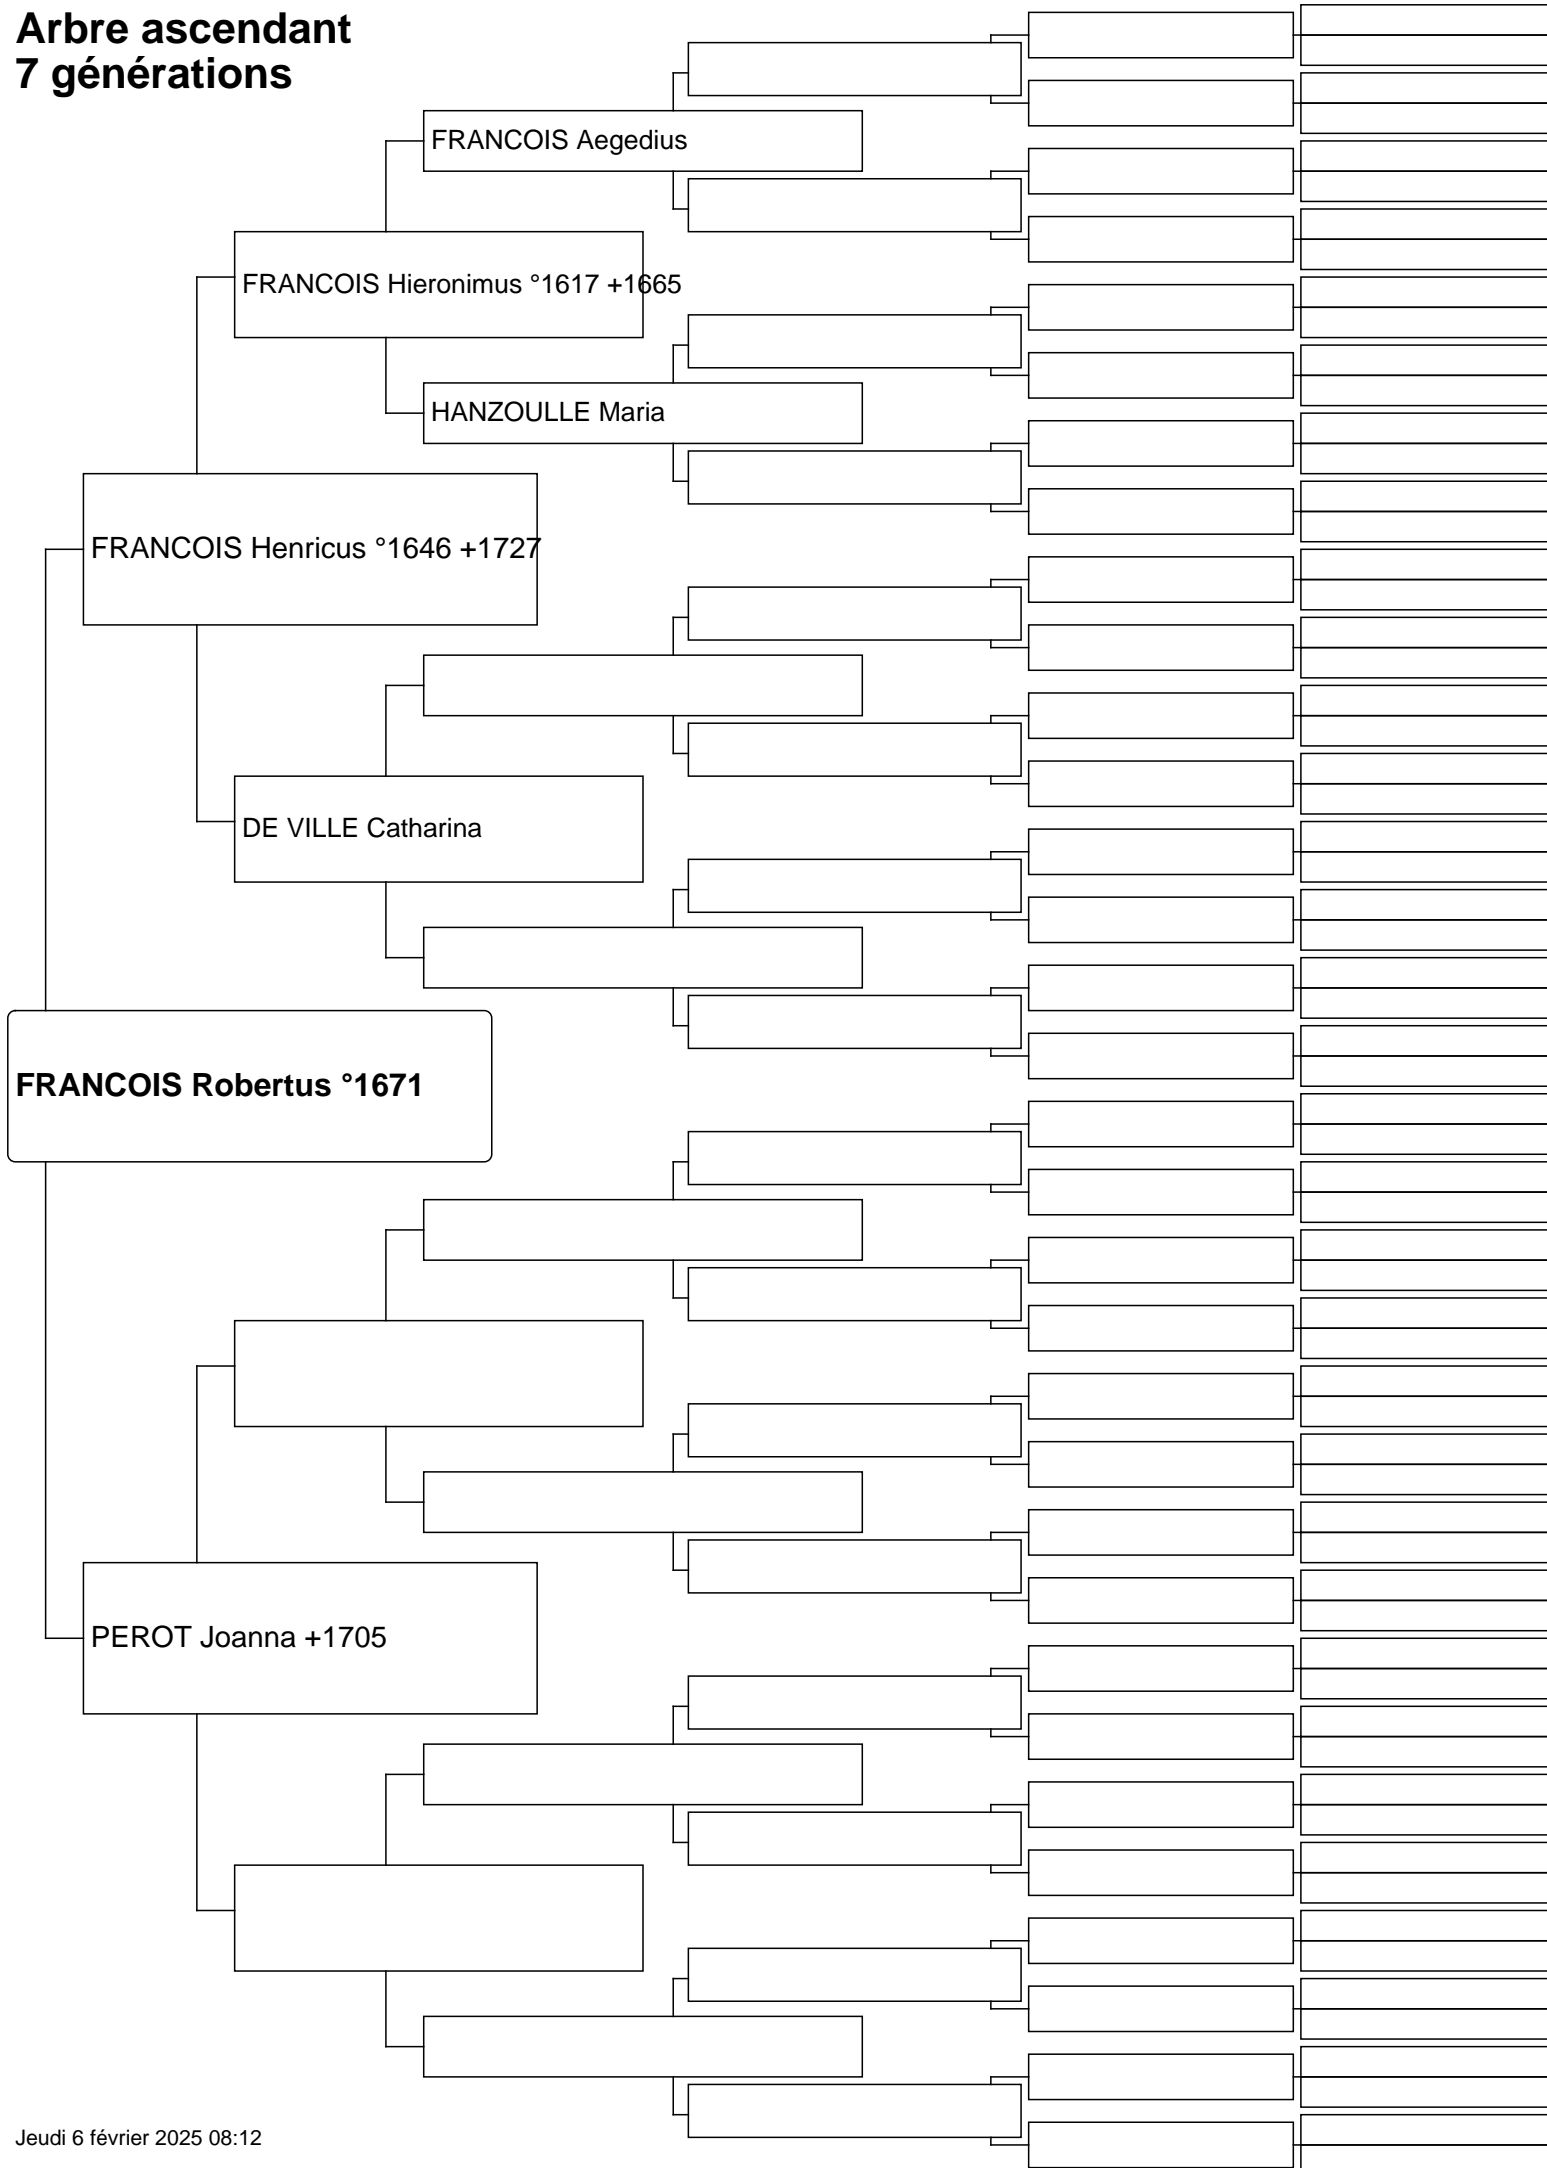 Arbre ascendant
7 générations
FRANCOIS Aegedius
FRANCOIS Hieronimus °1617 +1665
HANZOULLE Maria
FRANCOIS Henricus °1646 +1727
DE VILLE Catharina
FRANCOIS Robertus °1671
PEROT Joanna +1705
Jeudi 6 février 2025 08:12